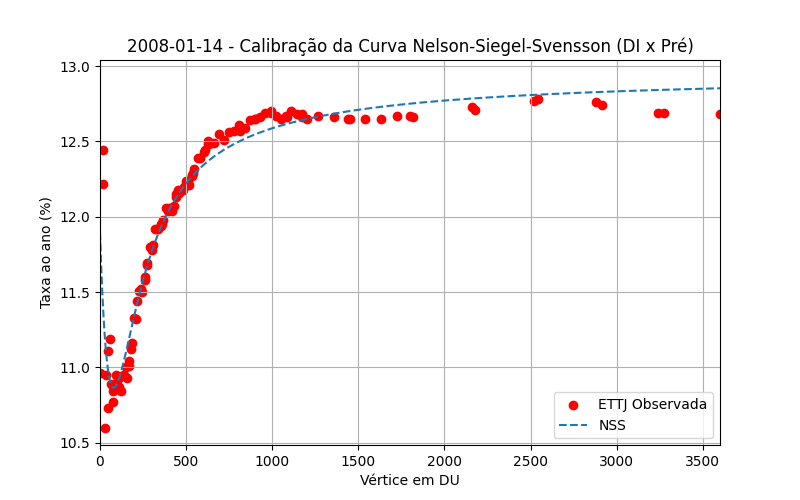 2008-01-14 - Calibração da Curva Nelson-Siegel-Svensson (DI x Pré)
Taxa ao ano (%)
13.0
12.5
12.0
11.5
11.0
10.5
ETTJ Observada
NSS
0 500 1000 1500 2000 2500 3000 3500
Vértice em DU